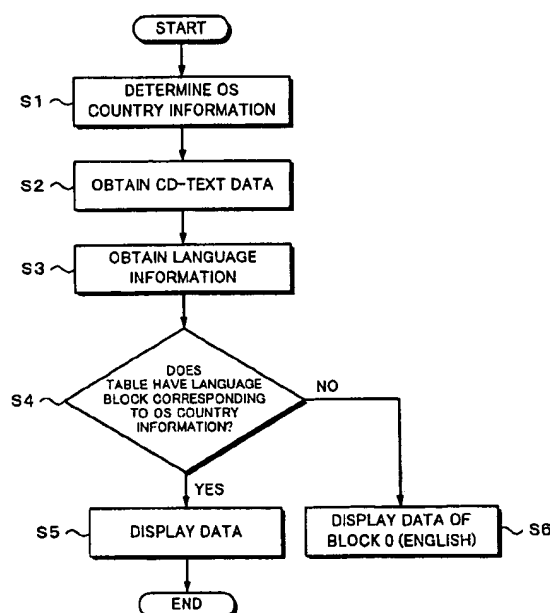 START
S1
DETERMINE OS
COUNTRY INFORMATION
S2
OBTAIN CD-TEXT DATA
S3
OBTAIN LANGUAGE
INFORMATION
S4
DOES
TABLE HAVE LANGUAGE
BLOCK CORRESPONDING
TO OS COUNTRY
INFORMATION?
NO
YES
S5
DISPLAY DATA
DISPLAY DATA OF
BLOCK 0 (ENGLISH)
S6
END